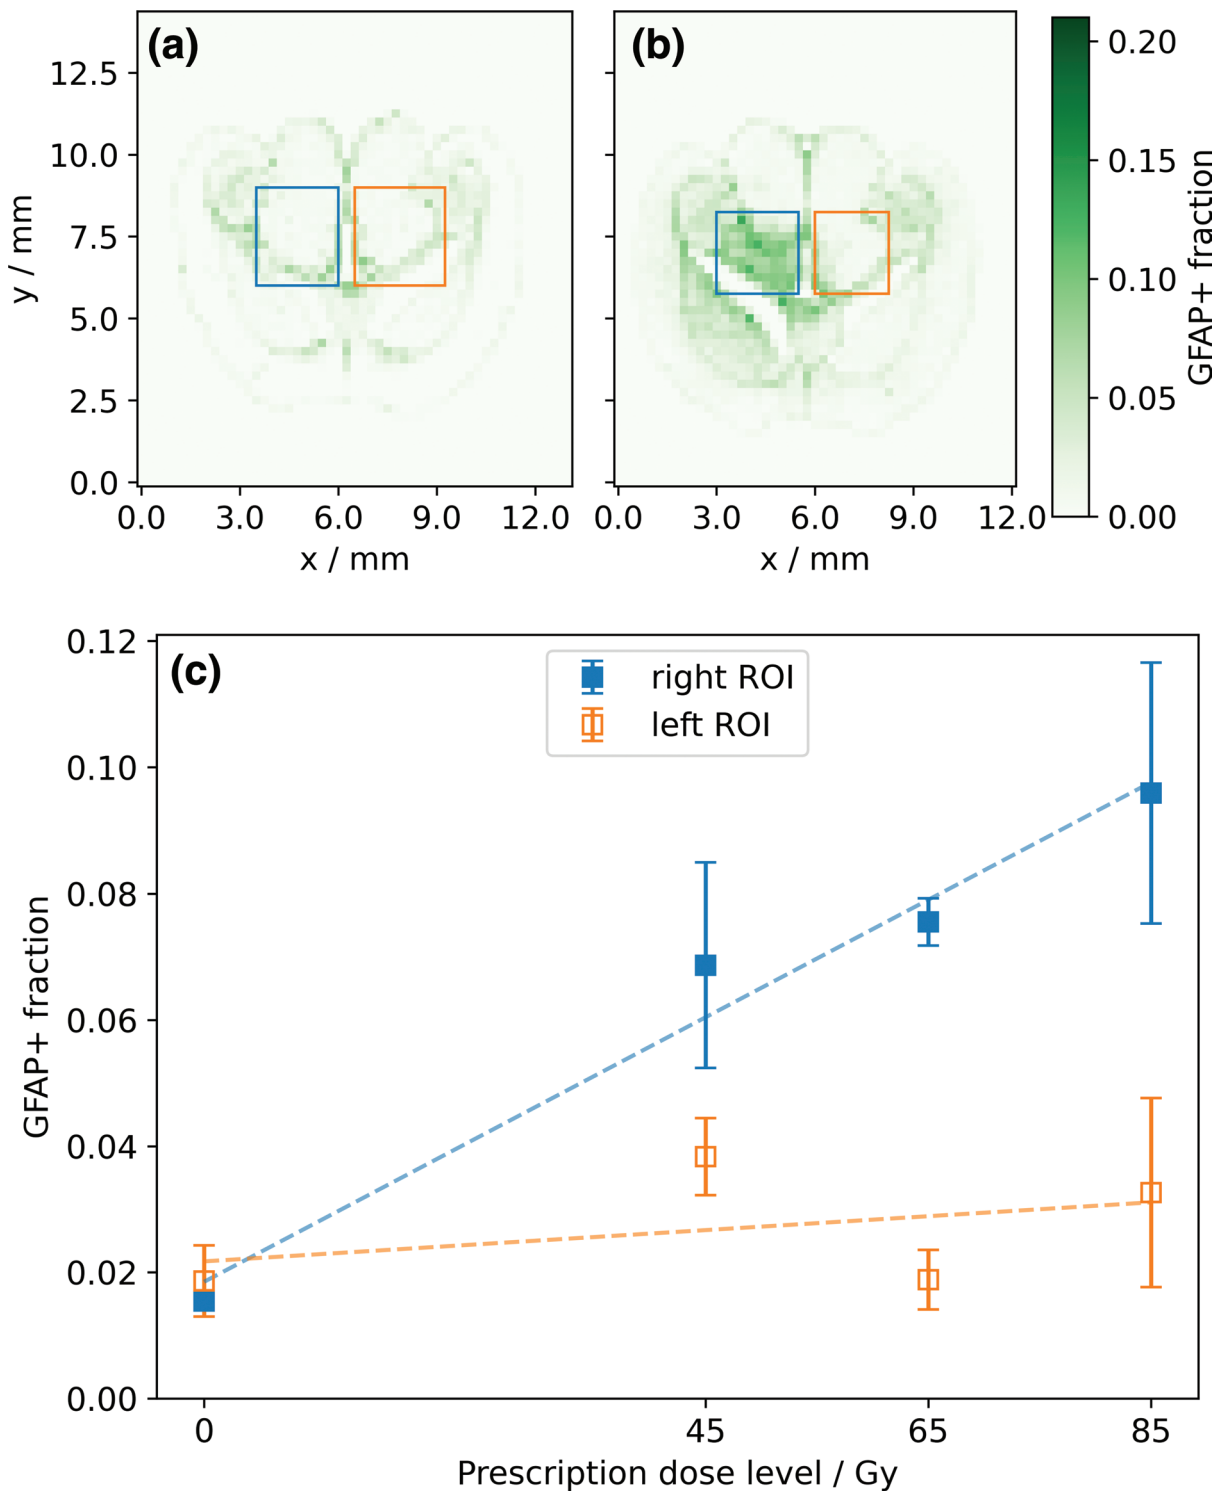 (a)
(b)
12.5
10.0
7.5
5.0
2.5
0.0
y / mm
0.0 3.0 6.0 9.0 12.0
x / mm
0.0 3.0 6.0 9.0 12.0
x / mm
0.20
0.15
0.10
0.05
0.00
GFAP+ fraction
(c)
right ROI
left ROI
0.12
0.10
0.08
0.06
0.04
0.02
0.00
GFAP+ fraction
0 45 65 85
Prescription dose level / Gy